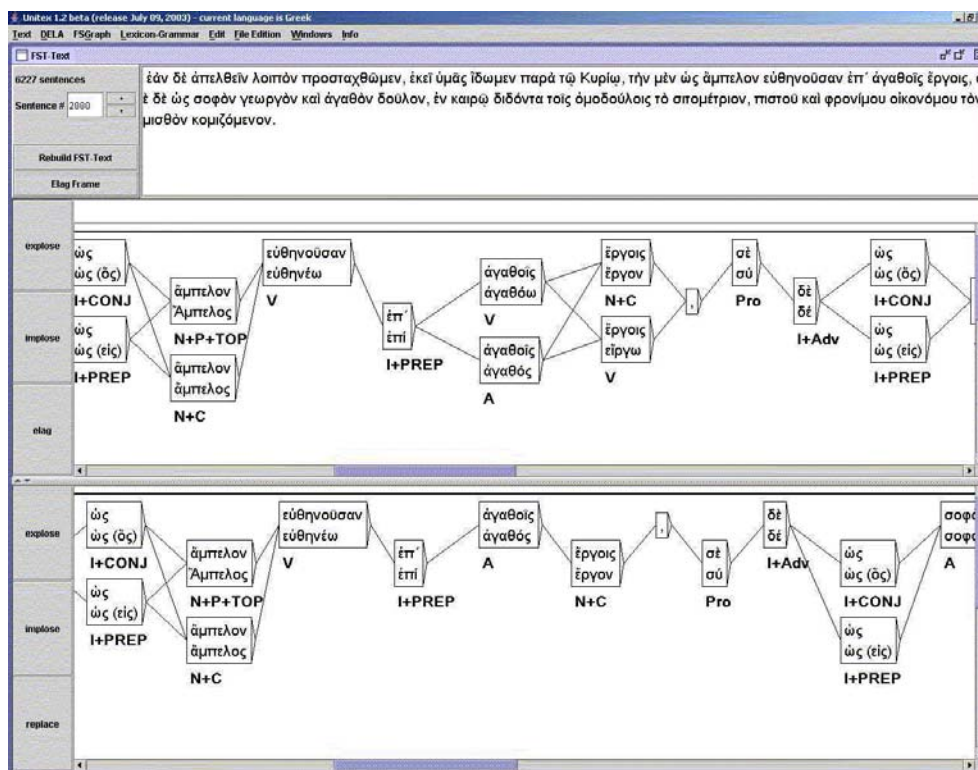 Unitex 1.2 beta (release July 09, 2003) - current language is Greek
Text DELA FSGraph Lexicon-Grammar Edit File Edition Windows Info
FST-Text
6227 sentences
Sentence # 2000
Rebuild FST-Text
Elag Frame
ἐάν δὲ ἀπελθεῖν λοιπὸν προσταχθῶμεν, ἐκεῖ ὑμᾶς ἴδωμεν παρὰ τῷ Κυρίῳ, τὴν μὲν ὡς ἄμπελον εὐθηνοῦσαν ἐπ' ἀγαθοῖς ἔργοις,
ὲ δὲ ὡς σοφὸν γεωργὸν καὶ ἀγαθὸν δοῦλον, ἐν καιρῷ διδόντα τοῖς ὁμοδούλοις τὸ σιτομέτριον, πιστοῦ καὶ φρονίμου οἰκονόμου τὸν
μισθὸν κομιζόμενον.
explose
implose
elag
ὡς
ὡς (ὅς)
I+CONJ
ὡς
ὡς (εἰς)
I+PREP
ἄμπελον
Ἄμπελος
N+P+TOP
ἄμπελον
ἄμπελος
N+C
εὐθηνοῦσαν
εὐθηνέω
V
ἐπ'
ἐπί
I+PREP
ἀγαθοῖς
ἀγαθόω
V
ἀγαθοῖς
ἀγαθός
A
ἔργοις
ἔργον
N+C
ἔργοις
εἴργω
V
,
σὲ
σύ
Pro
δὲ
δέ
I+Adv
ὡς
ὡς (ὅς)
I+CONJ
ὡς
ὡς (εἰς)
I+PREP
explose
implose
replace
ὡς
ὡς (ὅς)
I+CONJ
ὡς
ὡς (εἰς)
I+PREP
ἄμπελον
Ἄμπελος
N+P+TOP
ἄμπελον
ἄμπελος
N+C
εὐθηνοῦσαν
εὐθηνέω
V
ἐπ'
ἐπί
I+PREP
ἀγαθοῖς
ἀγαθός
A
ἔργοις
ἔργον
N+C
,
σὲ
σύ
Pro
δὲ
δέ
I+Adv
ὡς
ὡς (ὅς)
I+CONJ
ὡς
ὡς (εἰς)
I+PREP
A